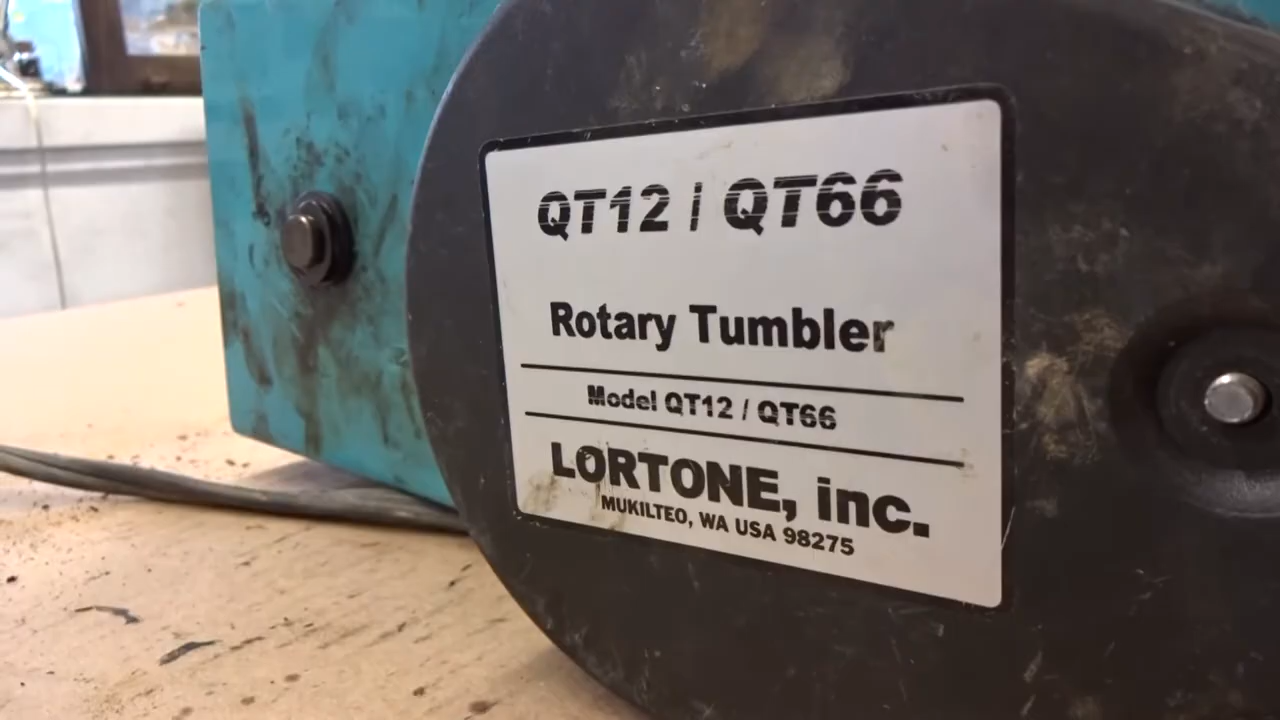 QT12 / QT66
Rotary Tumbler
Model QT12 / QT66
LORTONE, inc.
MUKILTEO, WA USA 98275